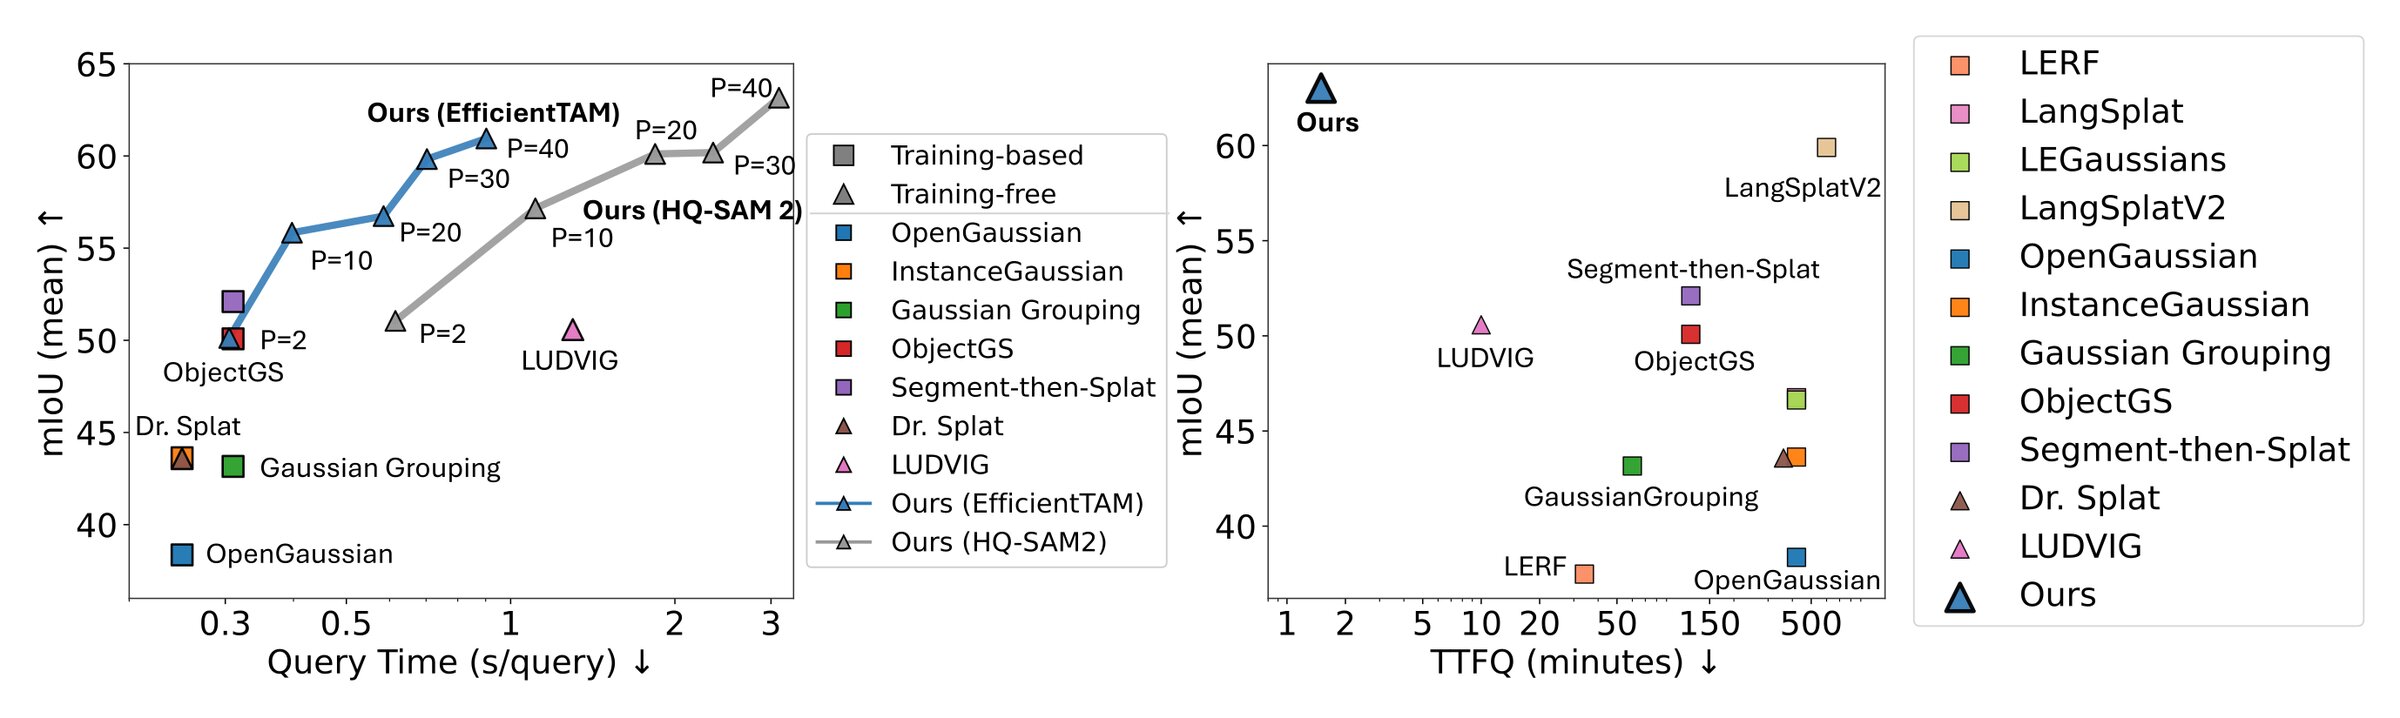 65
60
55
50
45
40
mIoU (mean) ↑
0.3
0.5
1
2
3
Query Time (s/query) ↓
Ours (EfficientTAM)
P=40
P=30
P=20
P=10
P=2
P=40
P=20
P=30
Ours (HQ-SAM 2)
P=10
P=2
LUDVIG
ObjectGS
Dr. Splat
Gaussian Grouping
OpenGaussian
Training-based
Training-free
OpenGaussian
InstanceGaussian
Gaussian Grouping
ObjectGS
Segment-then-Splat
Dr. Splat
LUDVIG
Ours (EfficientTAM)
Ours (HQ-SAM2)
60
55
50
45
40
mIoU (mean) ↑
1
2
5
10
20
50
150
500
TTFQ (minutes) ↓
Ours
LangSplatV2
Segment-then-Splat
LUDVIG
ObjectGS
GaussianGrouping
LERF
OpenGaussian
LERF
LangSplat
LEGaussians
LangSplatV2
OpenGaussian
InstanceGaussian
Gaussian Grouping
ObjectGS
Segment-then-Splat
Dr. Splat
LUDVIG
Ours